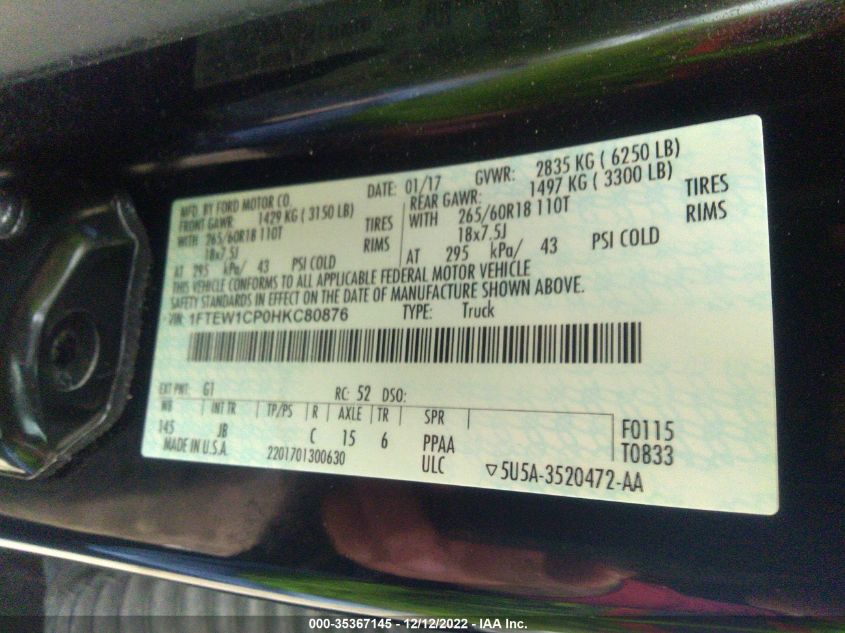 MFD. BY FORD MOTOR CO.
DATE: 01/17 GVWR: 2835 KG ( 6250 LB)
FRONT GAWR 1429 KG ( 3150 LB) REAR GAWR: 1497 KG ( 3300 LB)
WITH 265/60R18 110T TIRES WITH 265/60R18 110T TIRES
18x7.5J RIMS 18x7.5J RIMS
AT 295 kPa/ 43 PSI COLD AT 295 kPa/ 43 PSI COLD
THIS VEHICLE CONFORMS TO ALL APPLICABLE FEDERAL MOTOR VEHICLE
SAFETY STANDARDS IN EFFECT ON THE DATE OF MANUFACTURE SHOWN ABOVE.
VIN: 1FTEW1CP0HKC80876 TYPE: Truck
EXT PNT: G1 RC: 52 DSO:
WB INT TR TP/PS R AXLE TR SPR
145 JB C 15 6 PPAA F0115
MADE IN U.S.A. 2201701300630 ULC T0833
▽5U5A-3520472-AA
000-35367145 - 12/12/2022 - IAA Inc.